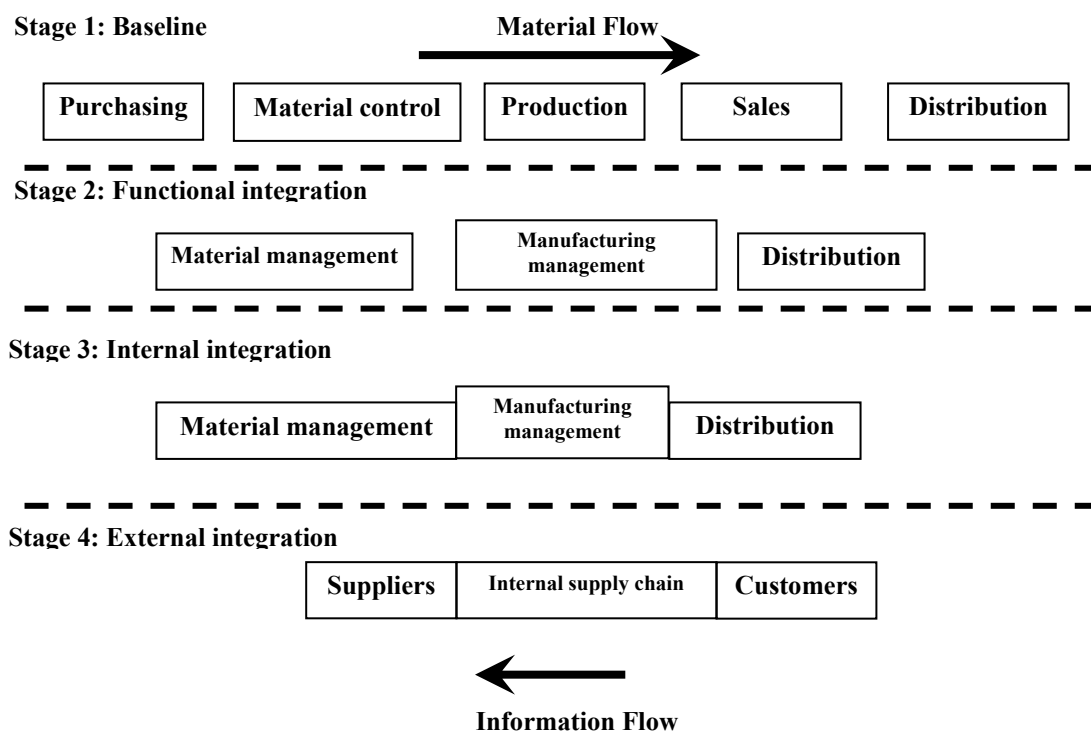 Stage 1: Baseline
Material Flow
Purchasing
Material control
Production
Sales
Distribution
Stage 2: Functional integration
Material management
Manufacturing
management
Distribution
Stage 3: Internal integration
Material management
Manufacturing
management
Distribution
Stage 4: External integration
Suppliers
Internal supply chain
Customers
Information Flow